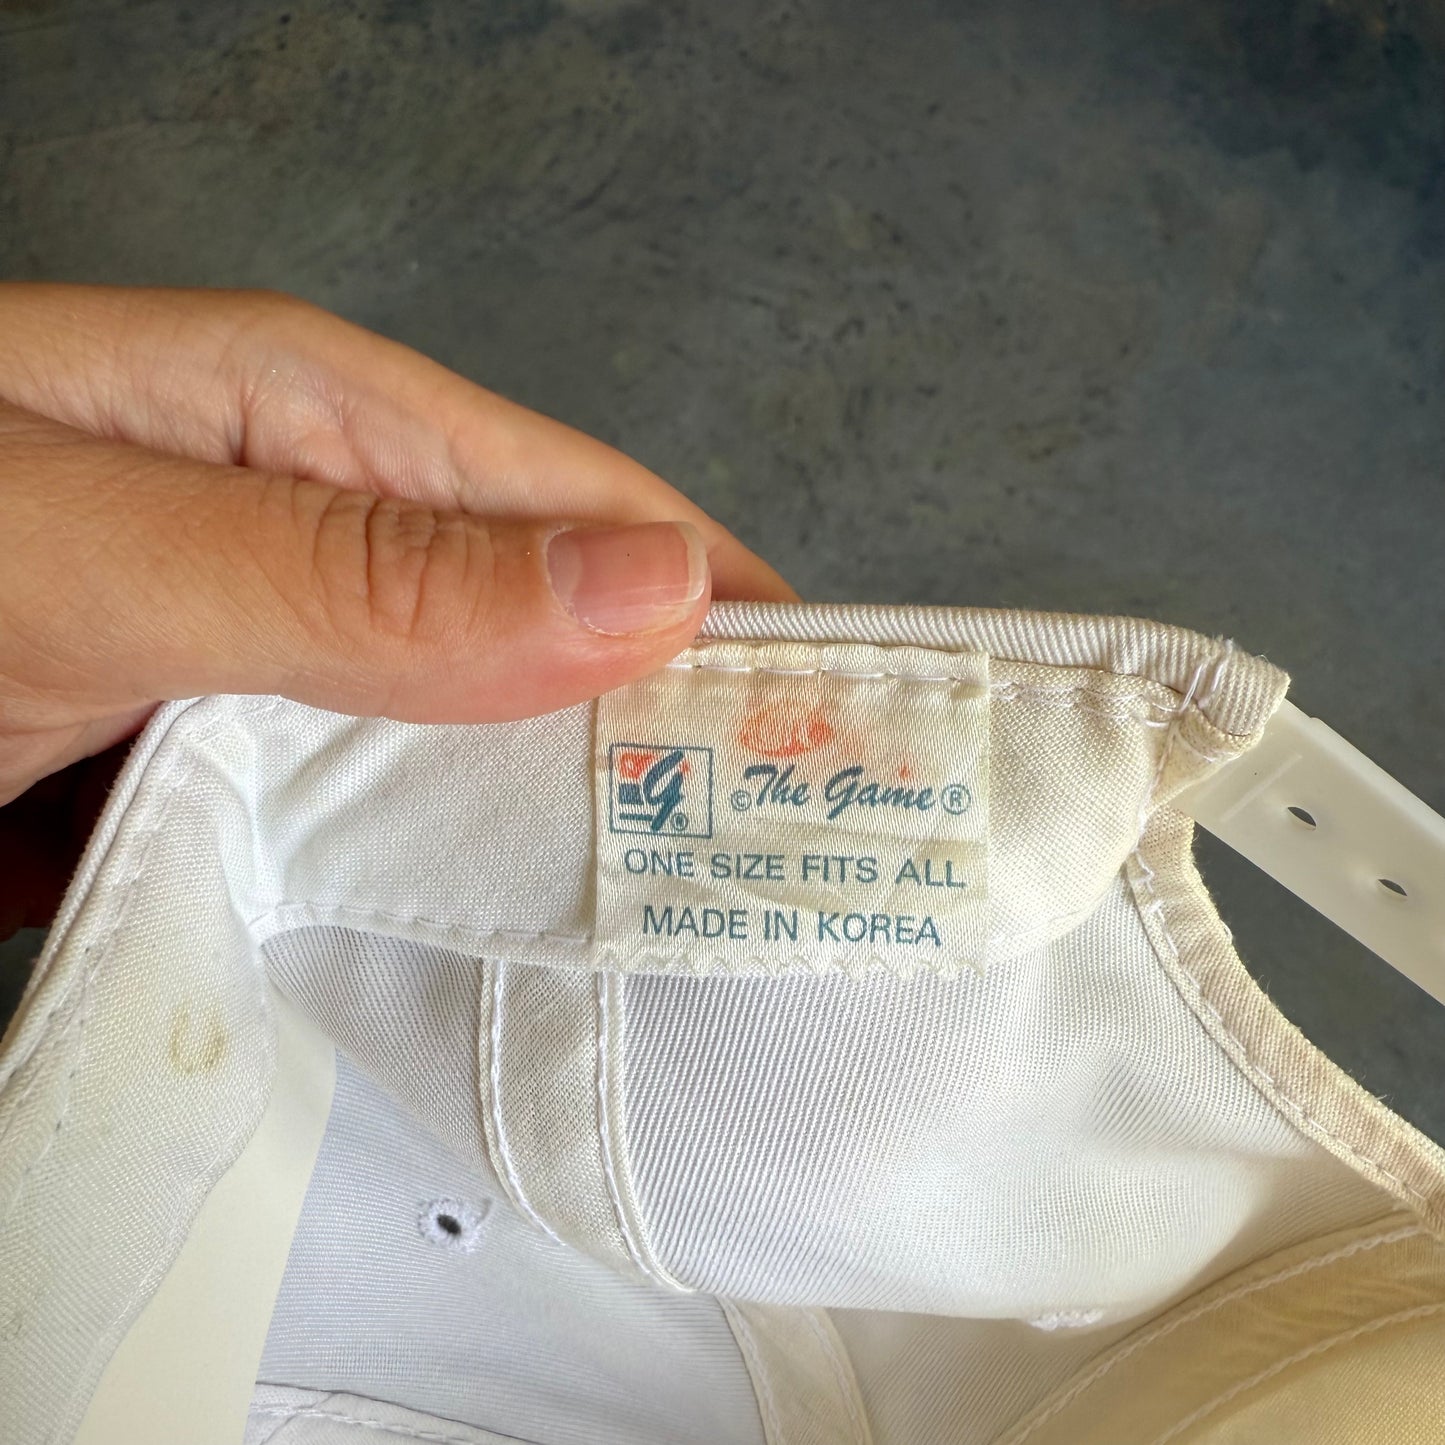 g®
©The Game®
ONE SIZE FITS ALL
MADE IN KOREA